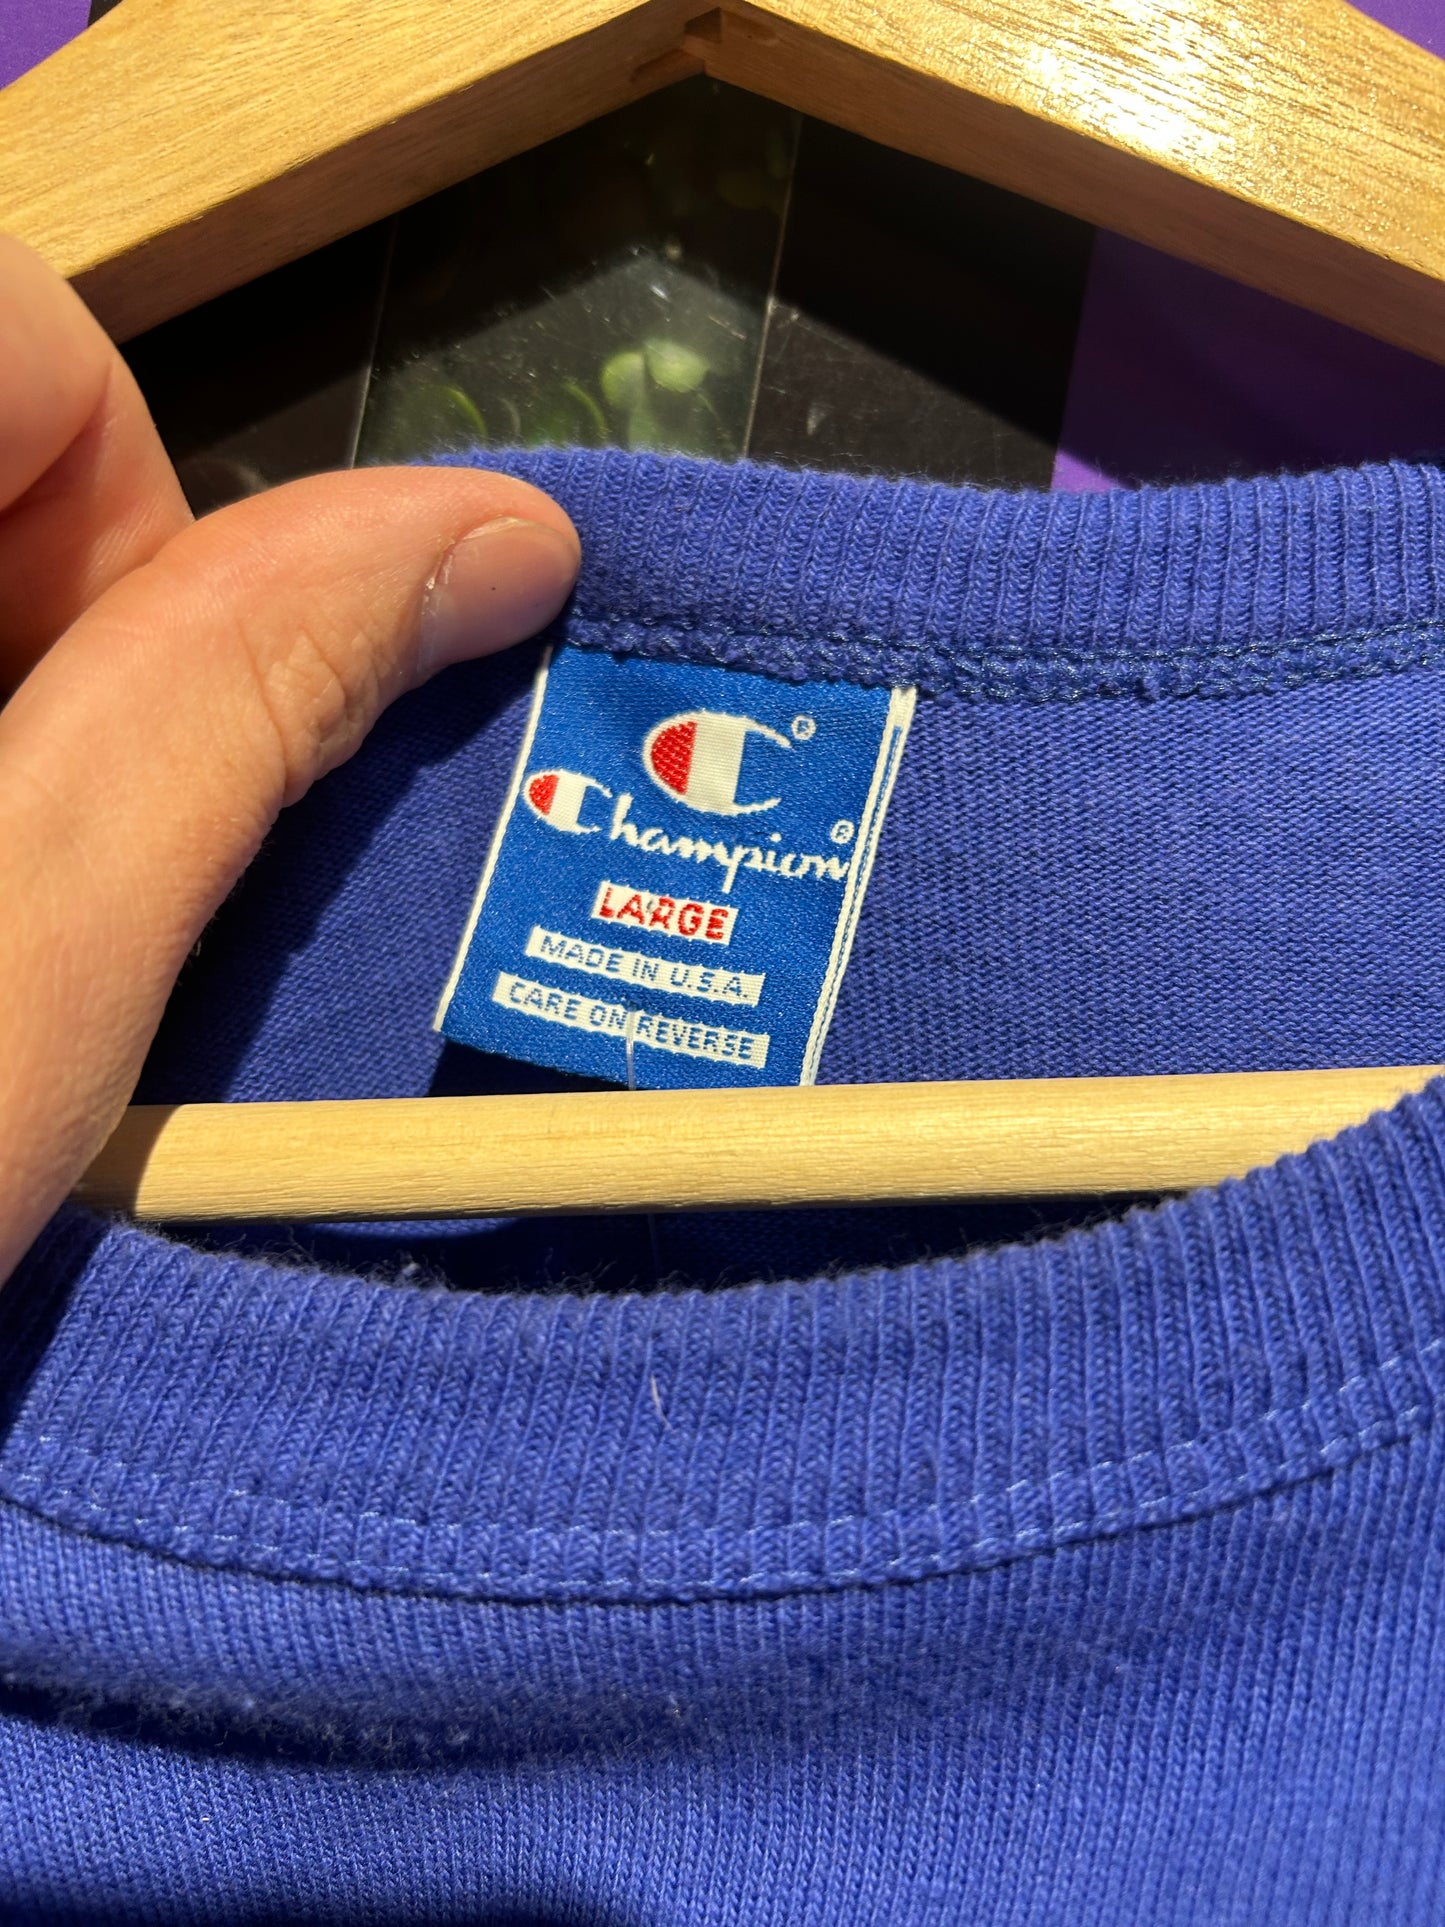 C®
Champion®
LARGE
MADE IN U.S.A.
CARE ON REVERSE